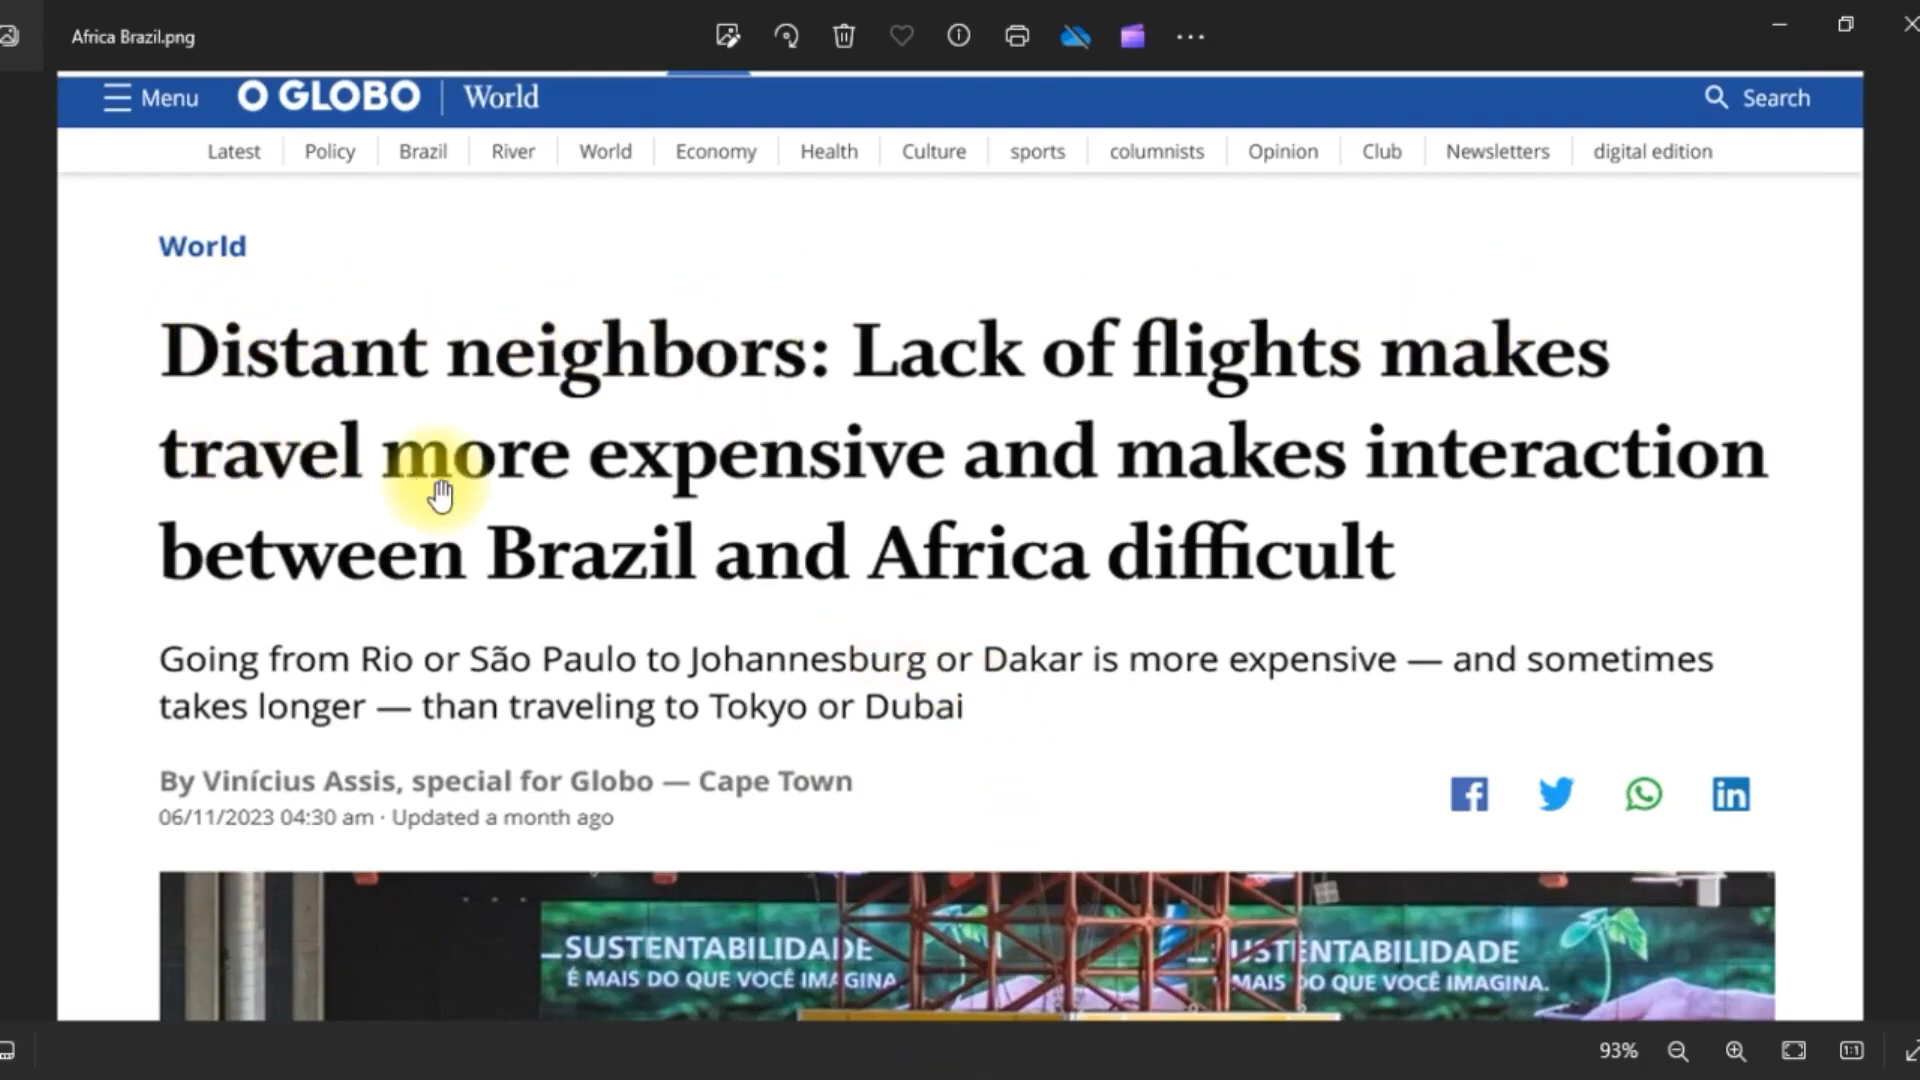 Africa Brazil.png
Menu O GLOBO World Search
Latest Policy Brazil River World Economy Health Culture sports columnists Opinion Club Newsletters digital edition
World
Distant neighbors: Lack of flights makes
travel more expensive and makes interaction
between Brazil and Africa difficult
Going from Rio or São Paulo to Johannesburg or Dakar is more expensive — and sometimes
takes longer — than traveling to Tokyo or Dubai
By Vinícius Assis, special for Globo — Cape Town
06/11/2023 04:30 am · Updated a month ago
SUSTENTABILIDADE
É MAIS DO QUE VOCÊ IMAGINA
USTENTABILIDADE
MAIS DO QUE VOCÊ IMAGINA.
93% 1:1